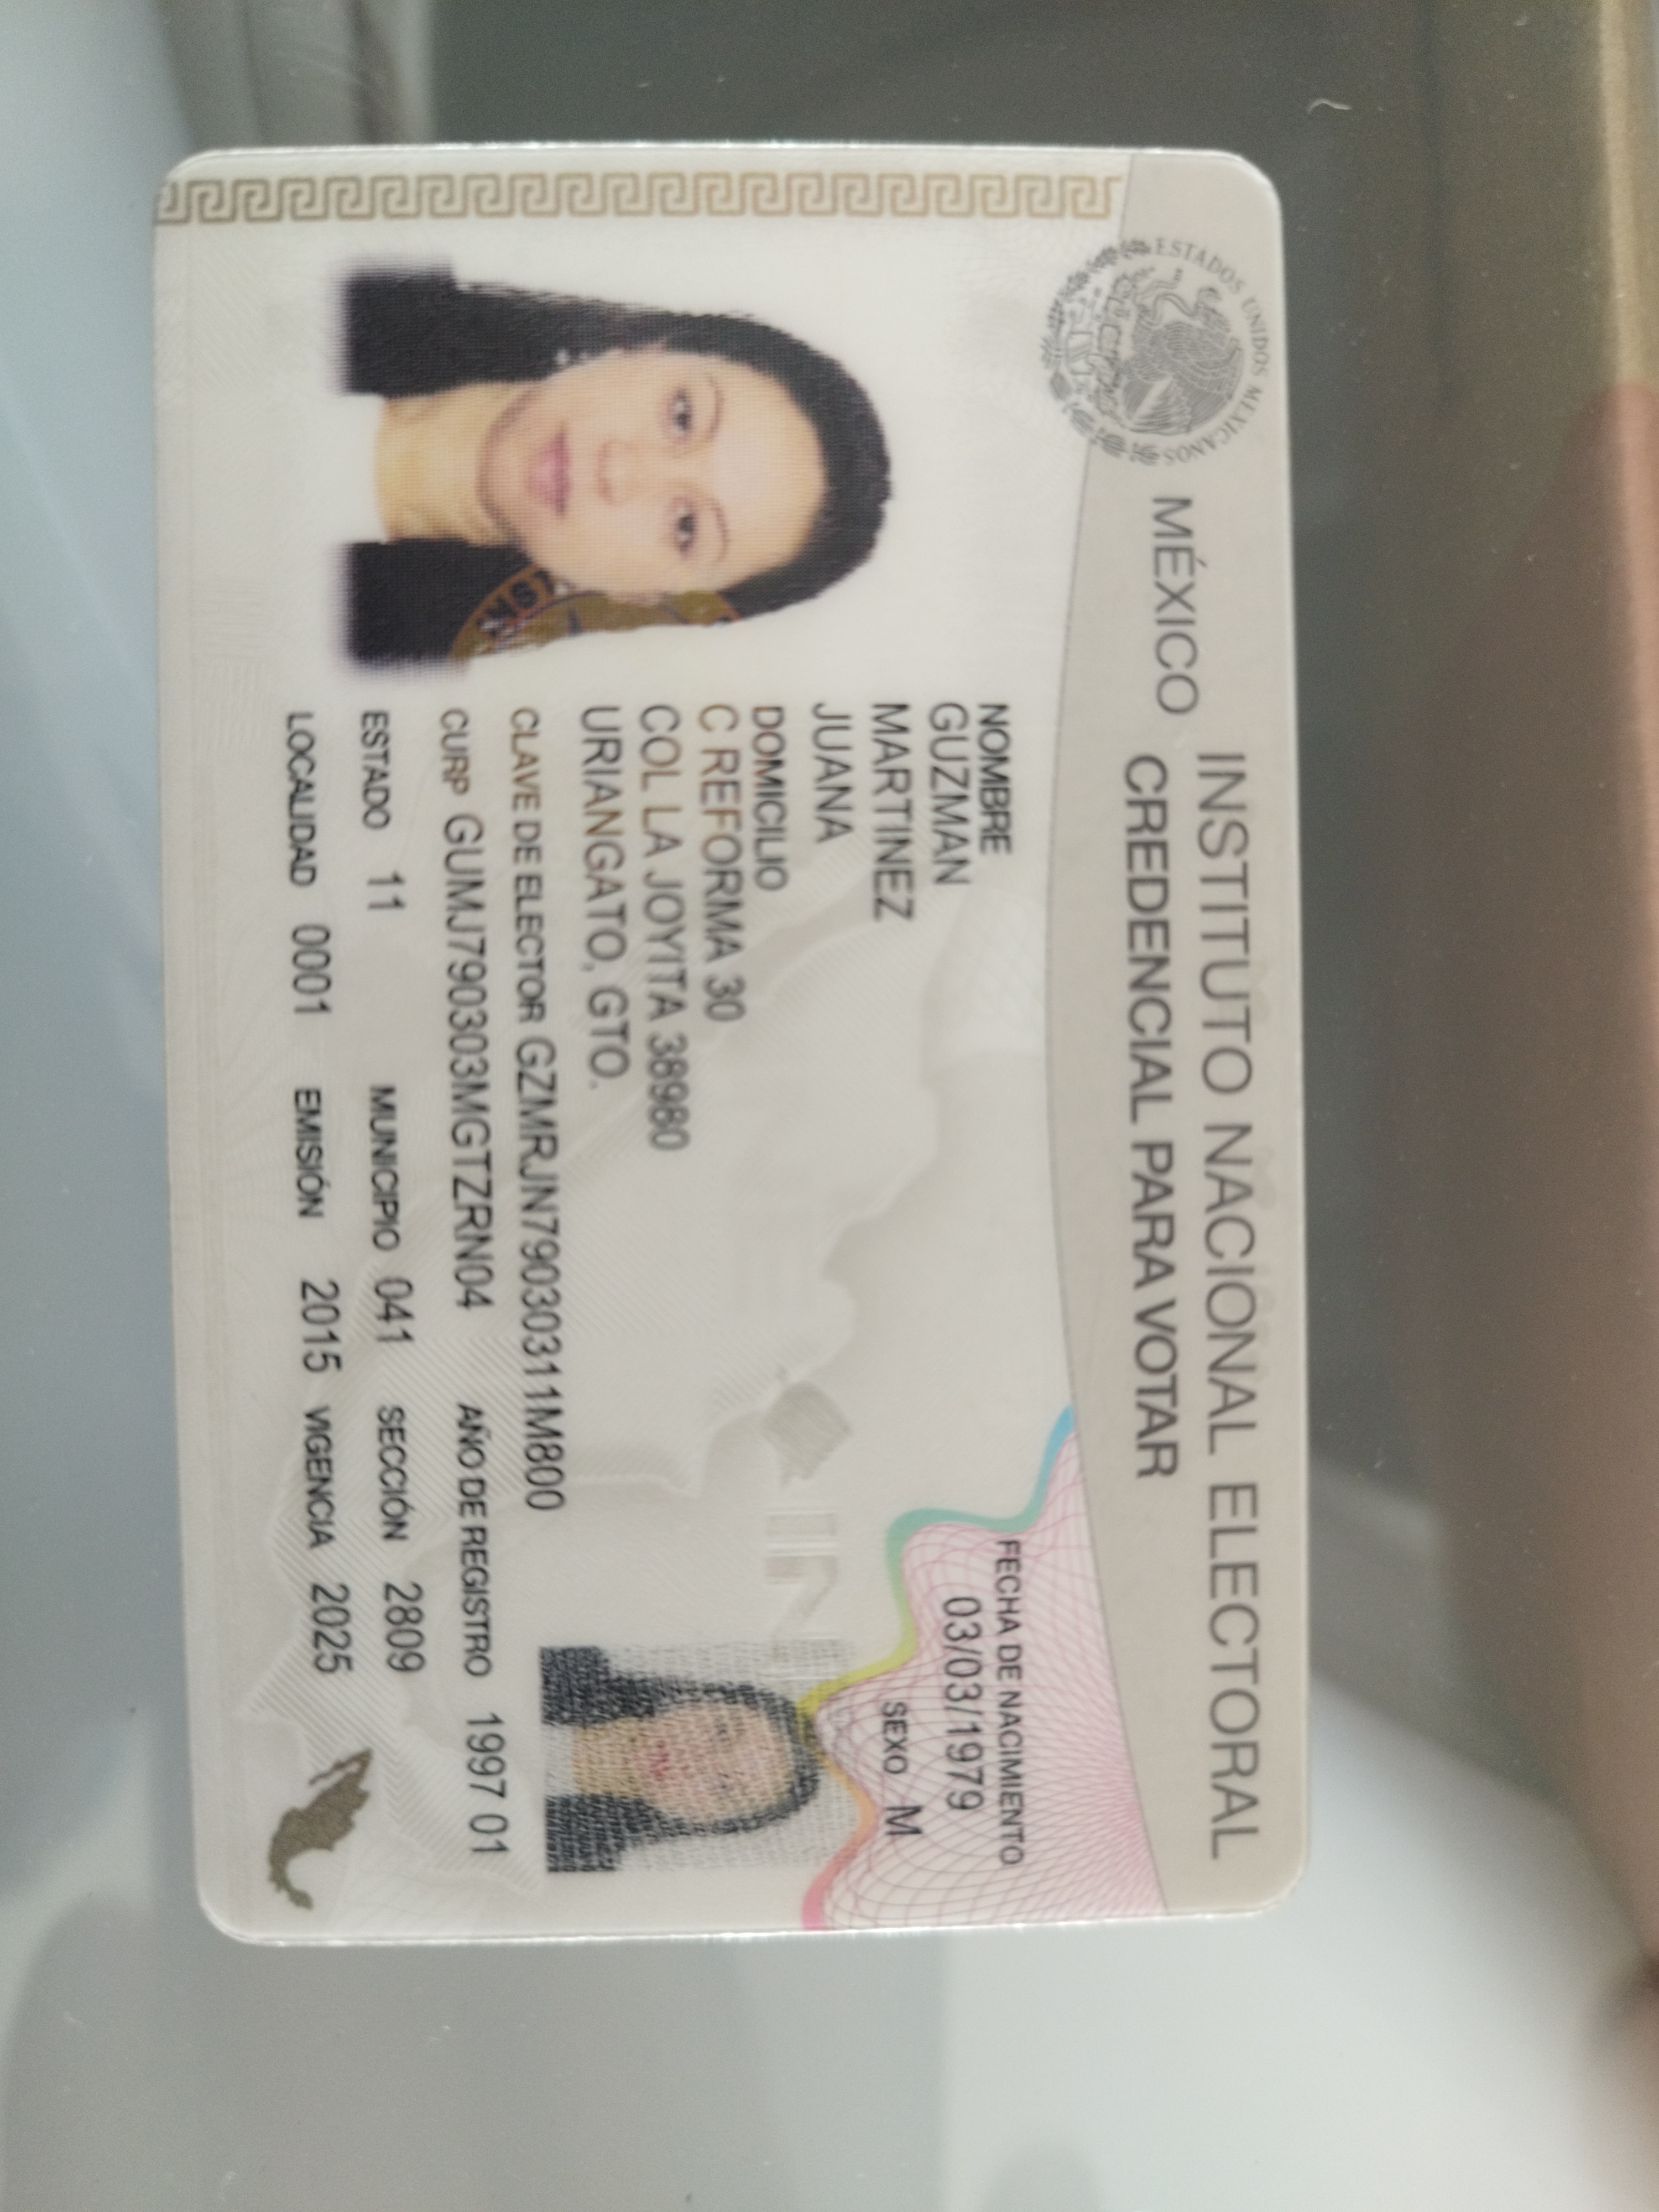 ESTADOS UNIDOS MEXICANOS
MÉXICO
INSTITUTO NACIONAL ELECTORAL
CREDENCIAL PARA VOTAR
NOMBRE
GUZMAN
MARTINEZ
JUANA
FECHA DE NACIMIENTO
03/03/1979
SEXO M
DOMICILIO
C REFORMA 30
COL LA JOYITA 38980
URIANGATO, GTO.
CLAVE DE ELECTOR GZMRJN79030311M800
CURP GUMJ790303MGTZRN04 AÑO DE REGISTRO 1997 01
ESTADO 11 MUNICIPIO 041 SECCIÓN 2809
LOCALIDAD 0001 EMISIÓN 2015 VIGENCIA 2025